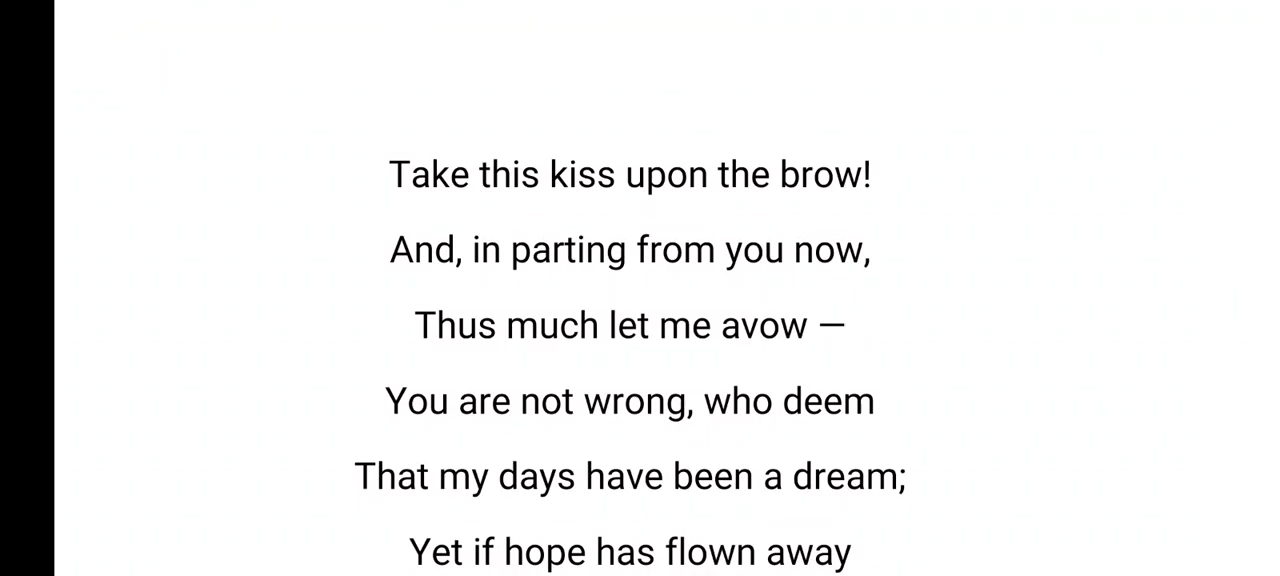 Take this kiss upon the brow!
And, in parting from you now,
Thus much let me avow —
You are not wrong, who deem
That my days have been a dream;
Yet if hope has flown away